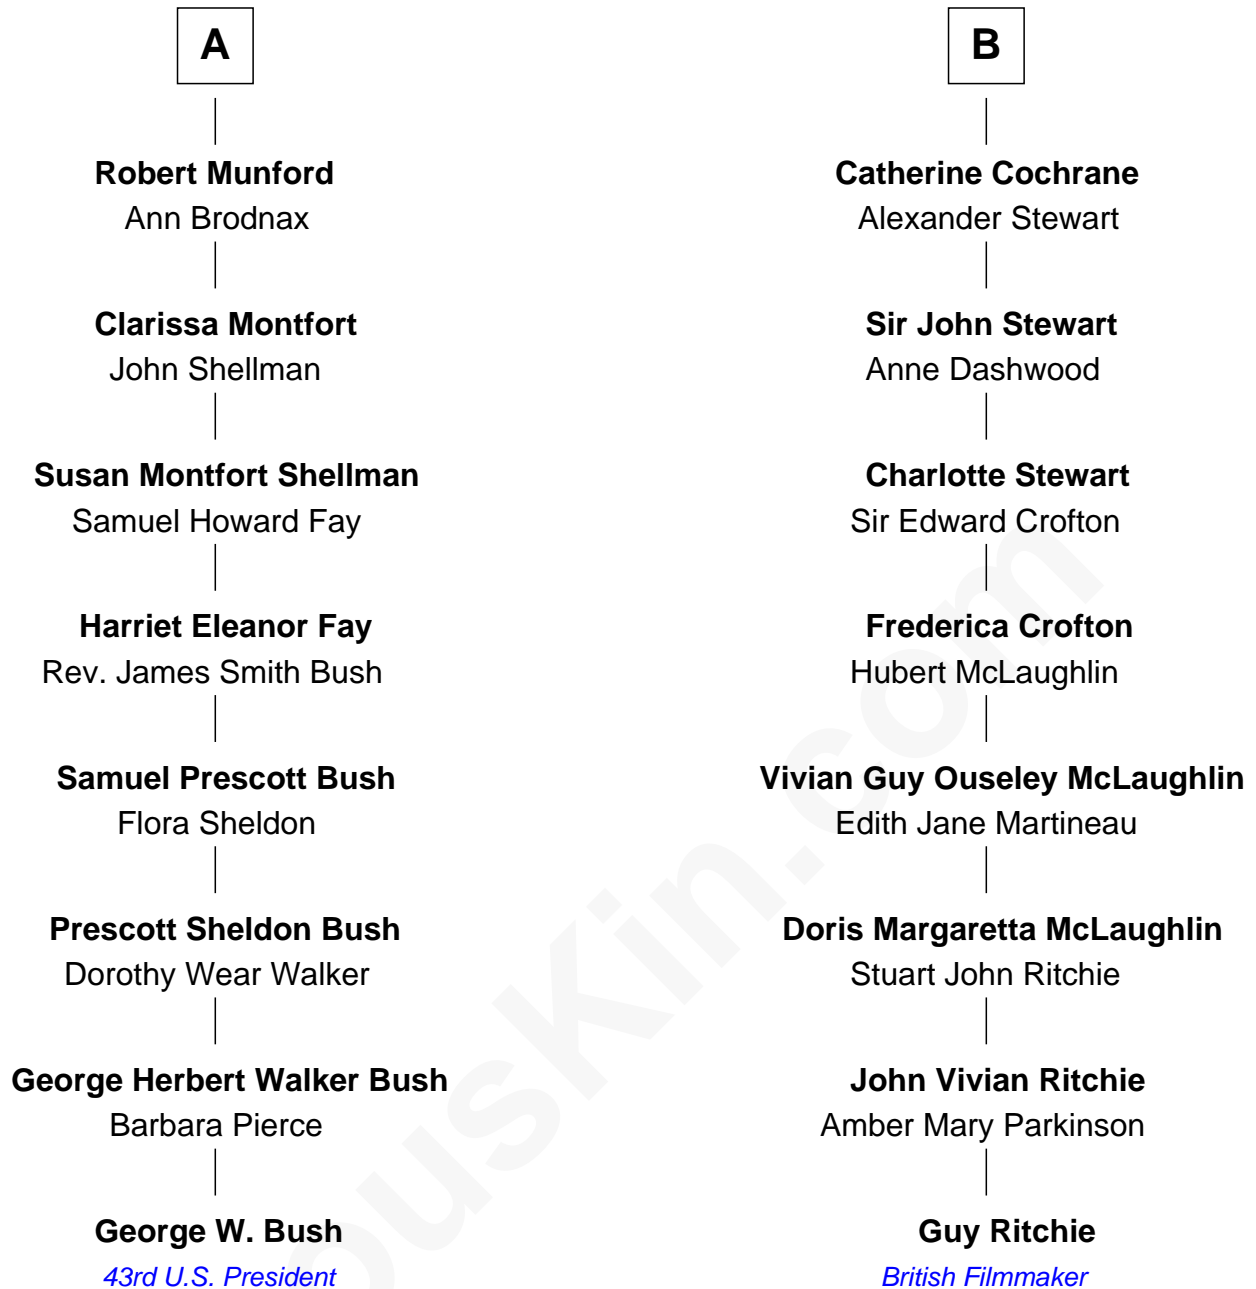 A
Robert Munford
Ann Brodnax
Clarissa Montfort
John Shellman
Susan Montfort Shellman
Samuel Howard Fay
Harriet Eleanor Fay
Rev. James Smith Bush
Samuel Prescott Bush
Flora Sheldon
Prescott Sheldon Bush
Dorothy Wear Walker
George Herbert Walker Bush
Barbara Pierce
George W. Bush
43rd U.S. President
B
Catherine Cochrane
Alexander Stewart
Sir John Stewart
Anne Dashwood
Charlotte Stewart
Sir Edward Crofton
Frederica Crofton
Hubert McLaughlin
Vivian Guy Ouseley McLaughlin
Edith Jane Martineau
Doris Margaretta McLaughlin
Stuart John Ritchie
John Vivian Ritchie
Amber Mary Parkinson
Guy Ritchie
British Filmmaker
ousKin.com